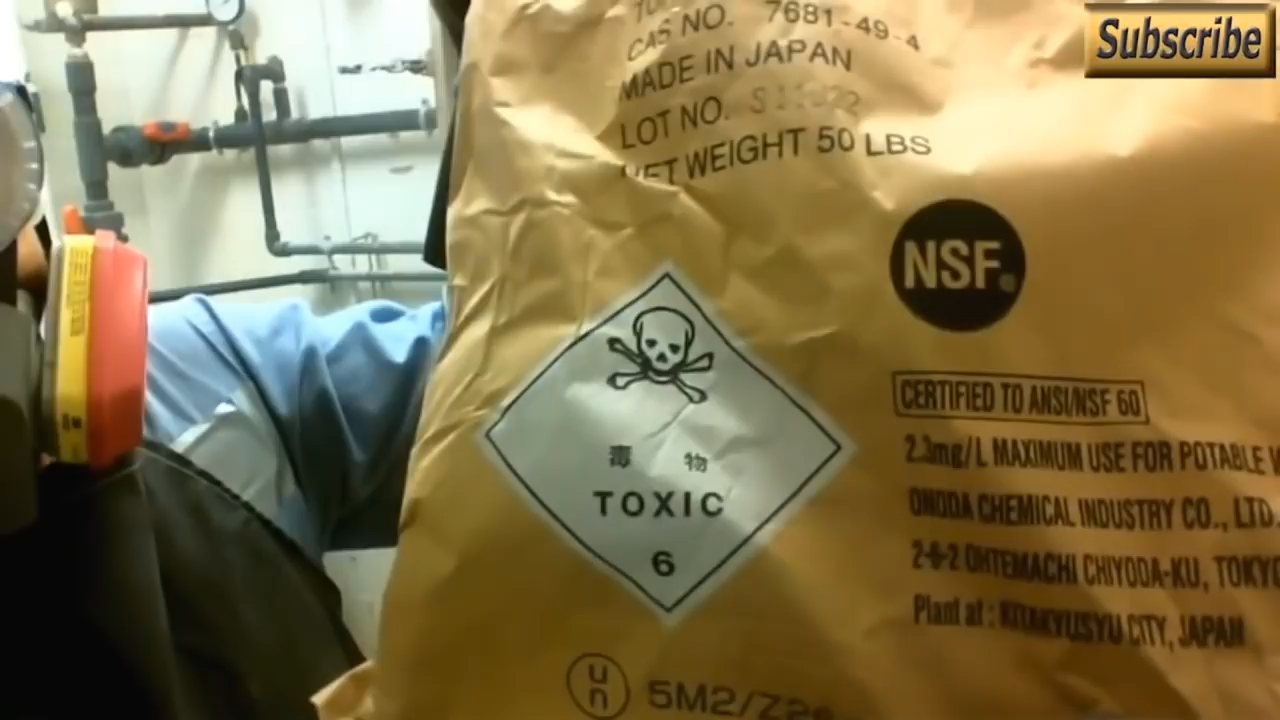 CAS NO. 7681-49-4
MADE IN JAPAN
LOT NO.
NET WEIGHT 50 LBS
Subscribe
NSF
CERTIFIED TO ANSI/NSF 60
2.3mg/L MAXIMUM USE FOR POTABLE
ONODA CHEMICAL INDUSTRY CO., LTD.
2-6-2 OHTEMACHI CHIYODA-KU, TOKYO
Plant at : KITAKYUSYU CITY, JAPAN
毒 物
TOXIC
6
un
5M2/Z